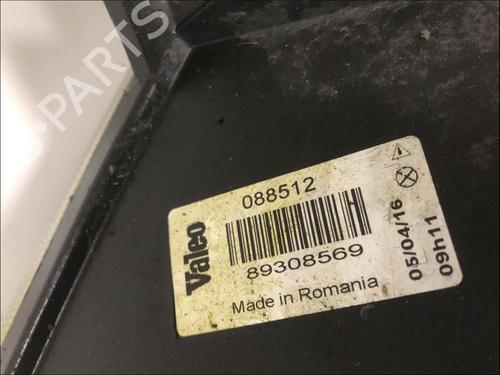 PARTS
Valeo
088512
89308569
Made in Romania
05/04/16
09h11